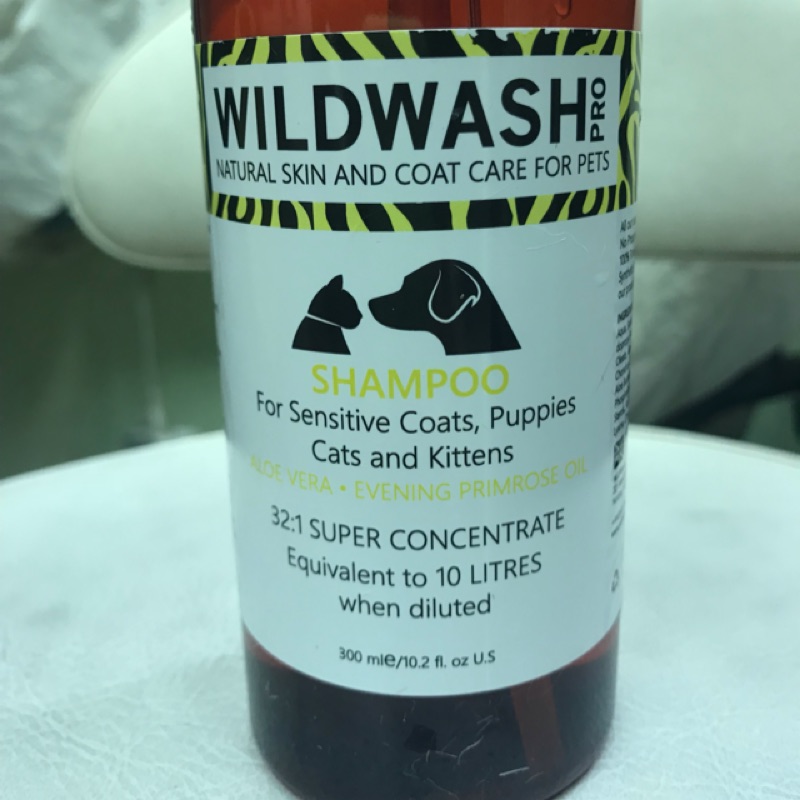 WILDWASH PRO
NATURAL SKIN AND COAT CARE FOR PETS
SHAMPOO
For Sensitive Coats, Puppies
Cats and Kittens
ALOE VERA • EVENING PRIMROSE OIL
32:1 SUPER CONCENTRATE
Equivalent to 10 LITRES
when diluted
300 ml℮/10.2 fl. oz U.S